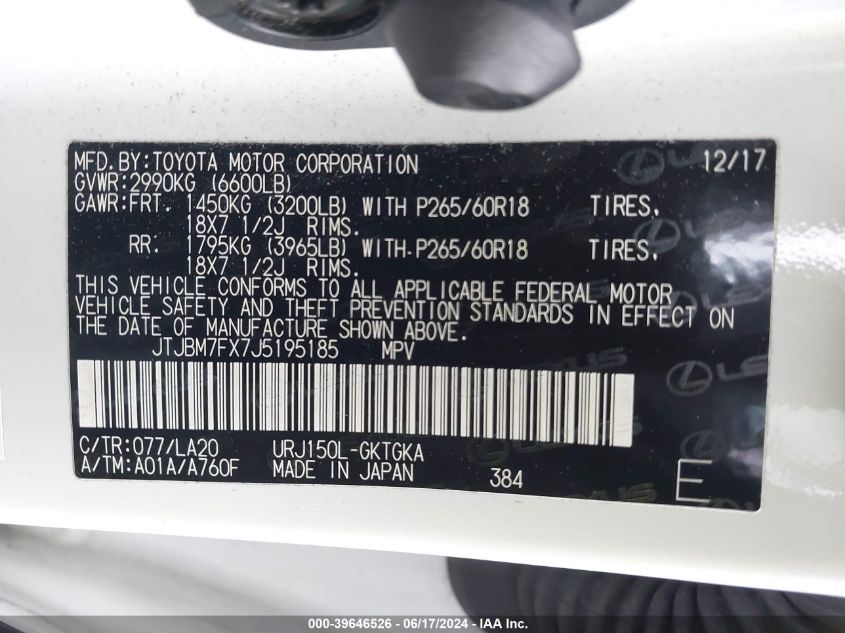 MFD.BY:TOYOTA MOTOR CORPORATION 12/17
GVWR:2990KG (6600LB)
GAWR:FRT. 1450KG (3200LB) WITH P265/60R18 TIRES,
18X7 1/2J RIMS.
RR. 1795KG (3965LB) WITH-P265/60R18 TIRES,
18X7 1/2J RIMS.
THIS VEHICLE CONFORMS TO ALL APPLICABLE FEDERAL MOTOR
VEHICLE SAFETY AND THEFT PREVENTION STANDARDS IN EFFECT ON
THE DATE OF MANUFACTURE SHOWN ABOVE.
JTJBM7FX7J5195185 MPV
C/TR:077/LA20 URJ150L-GKTGKA
A/TM:A01A/A760F MADE IN JAPAN 384 E
LEXUS
000-39646526 - 06/17/2024 - IAA, Inc.